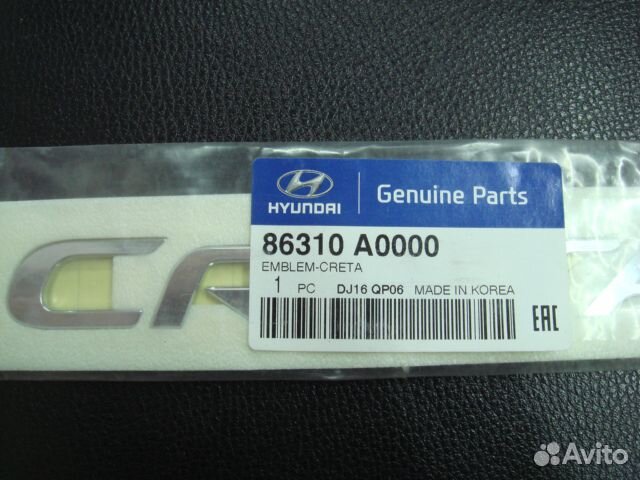 HYUNDAI
Genuine Parts
86310 A0000
EMBLEM-CRETA
1 PC DJ16 QP06 MADE IN KOREA
EAC
C
Avito